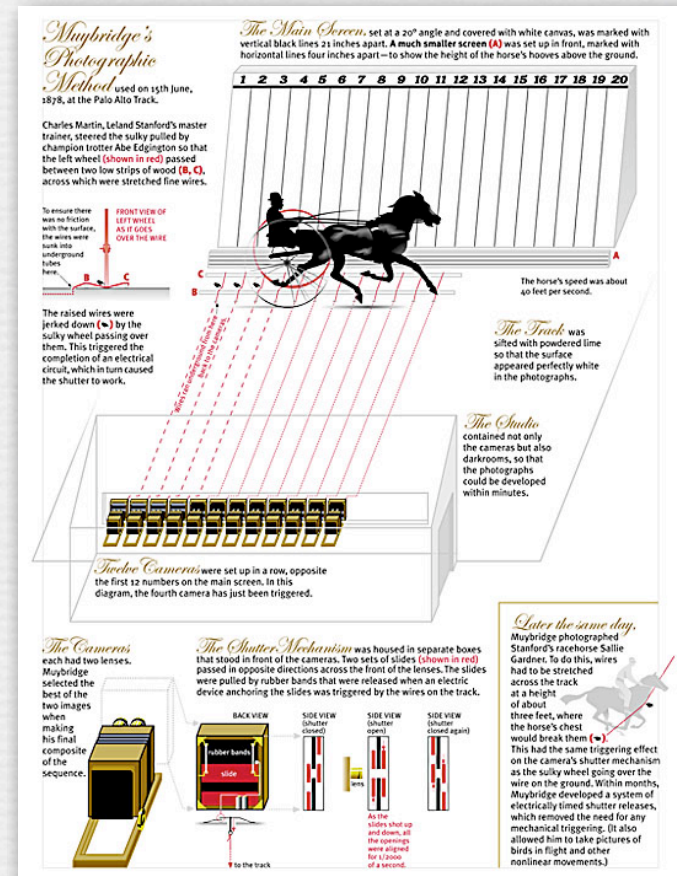 Muybridge's
Photographic
Method used on 15th June,
1878, at the Palo Alto Track.
Charles Martin, Leland Stanford's master
trainer, steered the sulky pulled by
champion trotter Abe Edgington so that
the left wheel (shown in red) passed
between two low strips of wood (B, C),
across which were stretched fine wires.
The Main Screen, set at a 20° angle and covered with white canvas, was marked with
vertical black lines 21 inches apart. A much smaller screen (A) was set up in front, marked with
horizontal lines four inches apart—to show the height of the horse's hooves above the ground.
1 2 3 4 5 6 7 8 9 10 11 12 13 14 15 16 17 18 19 20
A
C
B
To ensure there
was no friction
with the surface,
the wires were
sunk into
underground
tubes
here.
FRONT VIEW OF
LEFT WHEEL
AS IT GOES
OVER THE WIRE
B C
The raised wires were
jerked down ( ) by the
sulky wheel passing over
them. This triggered the
completion of an electrical
circuit, which in turn caused
the shutter to work.
Wires ran underground from here
back to the cameras.
The horse's speed was about
40 feet per second.
The Track was
sifted with powdered lime
so that the surface
appeared perfectly white
in the photographs.
The Studio
contained not only
the cameras but also
darkrooms, so that
the photographs
could be developed
within minutes.
Twelve Cameras were set up in a row, opposite
the first 12 numbers on the main screen. In this
diagram, the fourth camera has just been triggered.
The Cameras
each had two lenses.
Muybridge
selected the
best of the
two images
when
making
his final
composite
of the
sequence.
The Shutter Mechanism was housed in separate boxes
that stood in front of the cameras. Two sets of slides (shown in red)
passed in opposite directions across the front of the lenses. The slides
were pulled by rubber bands that were released when an electric
device anchoring the slides was triggered by the wires on the track.
BACK VIEW
rubber bands
slide
to the track
SIDE VIEW
(shutter
closed)
lens
SIDE VIEW
(shutter
open)
As the
slides shot up
and down, all
the openings
were aligned
for 1/2000
of a second.
SIDE VIEW
(shutter
closed again)
Later the same day,
Muybridge photographed
Stanford's racehorse Sallie
Gardner. To do this, wires
had to be stretched
across the track
at a height
of about
three feet, where
the horse's chest
would break them ( ).
This had the same triggering effect
on the camera's shutter mechanism
as the sulky wheel going over the
wire on the ground. Within months,
Muybridge developed a system of
electrically timed shutter releases,
which removed the need for any
mechanical triggering. (It also
allowed him to take pictures of
birds in flight and other
nonlinear movements.)